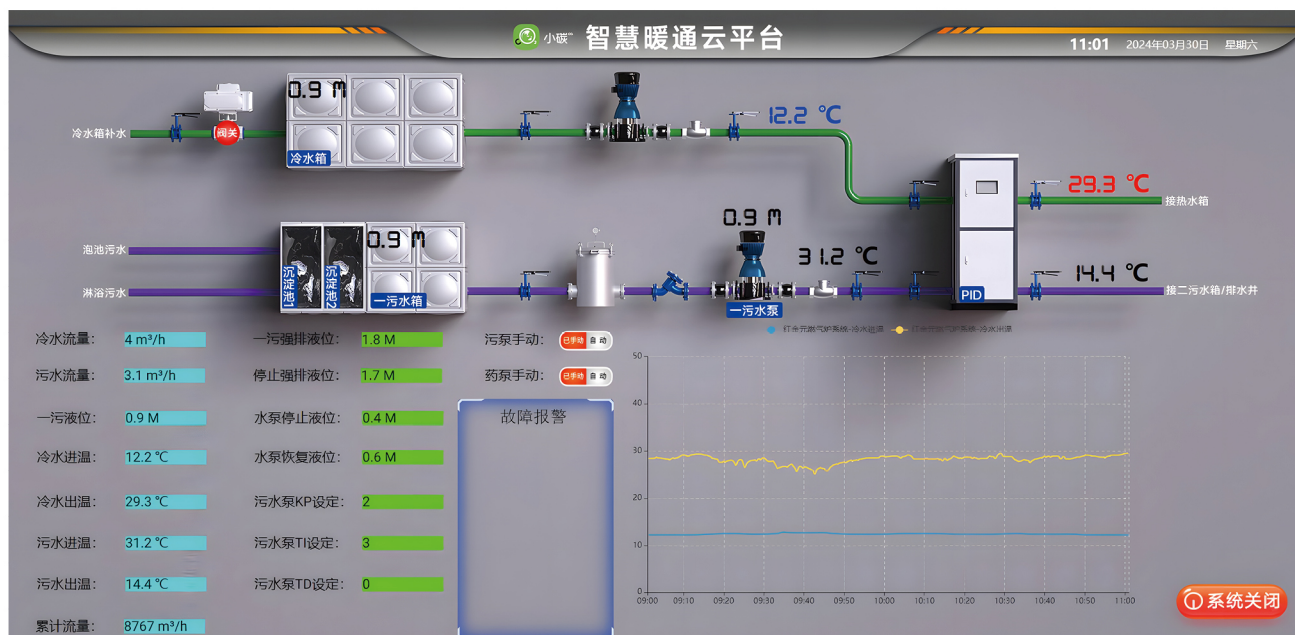 小碳™ 智慧暖通云平台
11:01 2024年03月30日 星期六
0.9 M
12.2 ℃
冷水箱补水
阀关
冷水箱
29.3 ℃
接热水箱
0.9 M
泡池污水
0.9 M
31.2 ℃
14.4 ℃
沉淀池1
沉淀池2
淋浴污水
一污水箱
一污水泵
PID
接二污水箱/排水井
冷水流量: 4 m³/h 一污强排液位: 1.8 M 污泵手动: 已手动 自动
污水流量: 3.1 m³/h 停止强排液位: 1.7 M 药泵手动: 已手动 自动
一污液位: 0.9 M 水泵停止液位: 0.4 M
冷水进温: 12.2 ℃ 水泵恢复液位: 0.6 M
冷水出温: 29.3 ℃ 污水泵KP设定: 2
污水进温: 31.2 ℃ 污水泵TI设定: 3
污水出温: 14.4 ℃ 污水泵TD设定: 0
累计流量: 8767 m³/h
故障报警
50
40
30
20
10
0
09:00 09:10 09:20 09:30 09:40 09:50 10:00 10:10 10:20 10:30 10:40 10:50 11:00
系统关闭